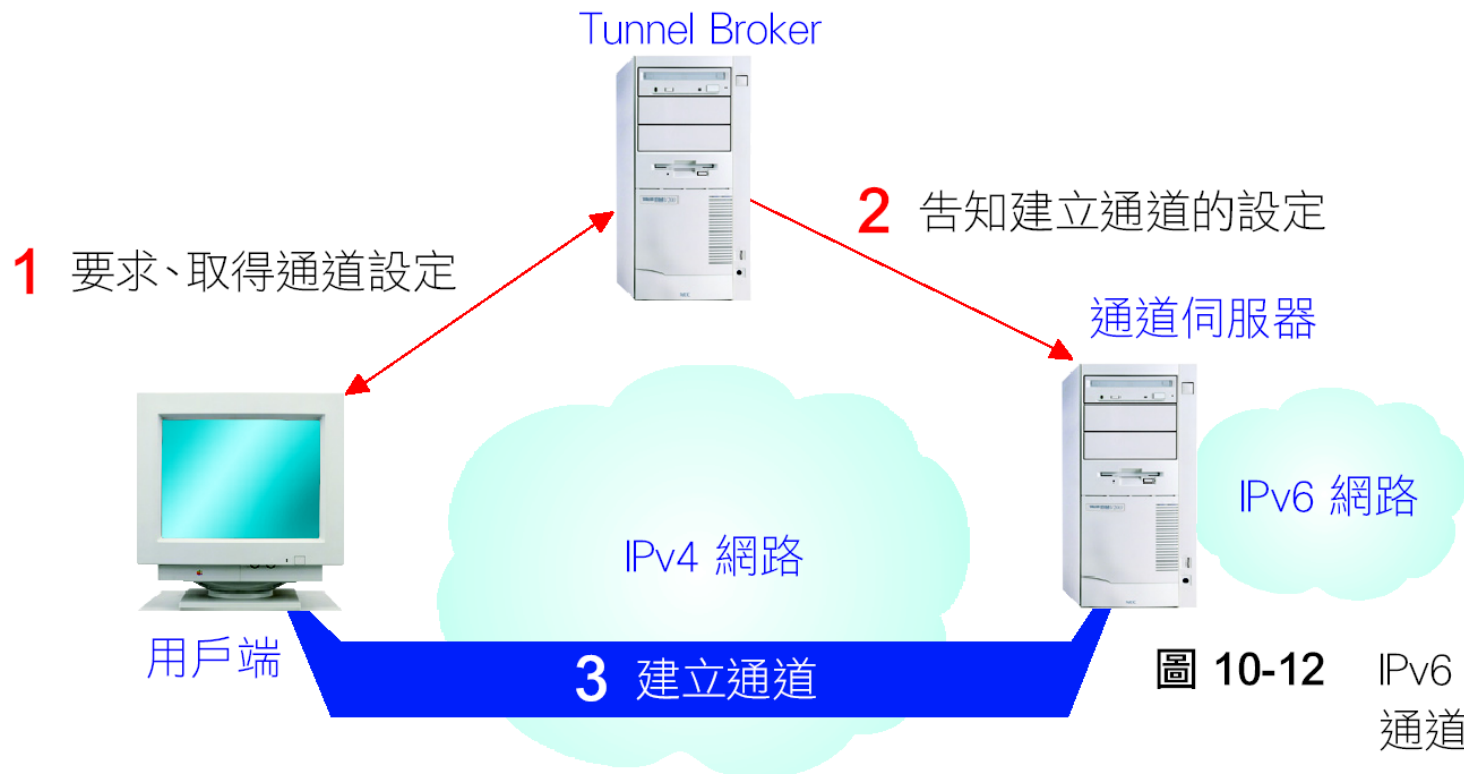 Tunnel Broker
2 告知建立通道的設定
1 要求、取得通道設定
通道伺服器
IPv6 網路
IPv4 網路
用戶端
3 建立通道
圖 10-12 IPv6
通道
NEC
NEC